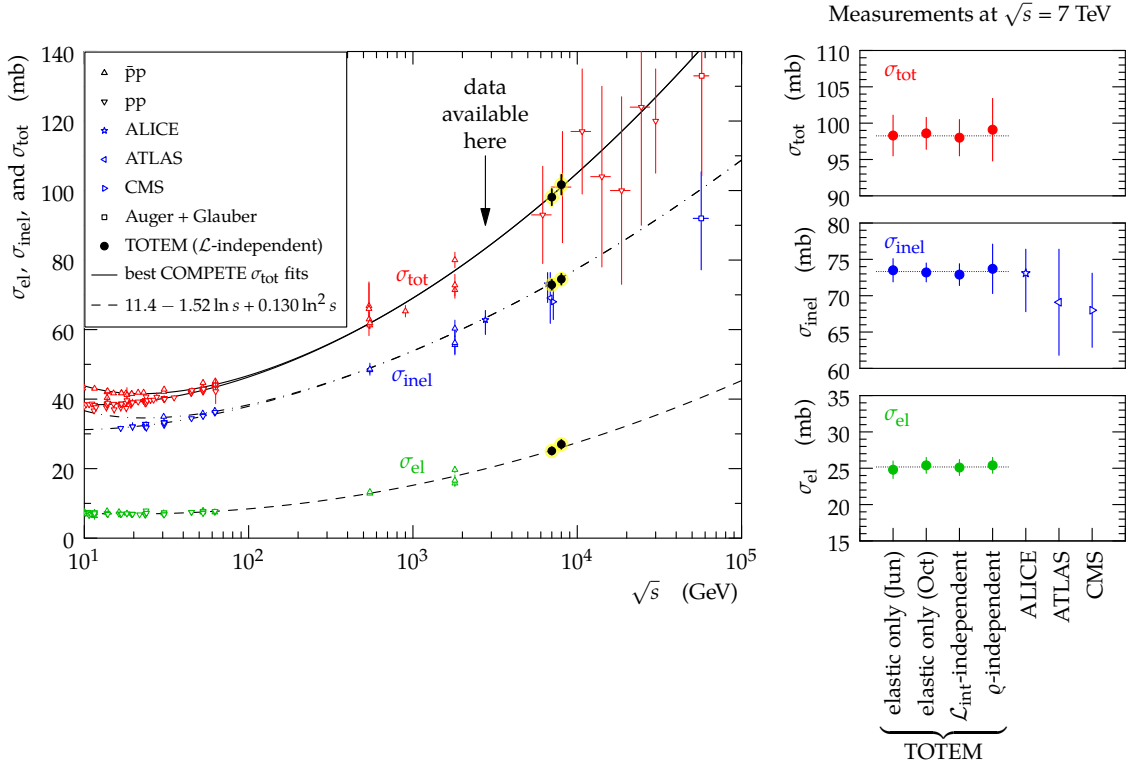 Measurements at √s = 7 TeV
σel, σinel, and σtot (mb)
140
120
100
80
60
40
20
0
p̄p
pp
ALICE
ATLAS
CMS
Auger + Glauber
TOTEM (ℒ-independent)
best COMPETE σtot fits
11.4 − 1.52 ln s + 0.130 ln² s
data
available
here
σtot
σinel
σel
10¹
10²
10³
10⁴
10⁵
√s (GeV)
σtot (mb)
110
108
103
98
93
90
σtot
σinel (mb)
80
75
70
65
60
σinel
σel (mb)
35
30
25
20
15
σel
elastic only (Jun)
elastic only (Oct)
ℒint-independent
ϱ-independent
ALICE
ATLAS
CMS
TOTEM